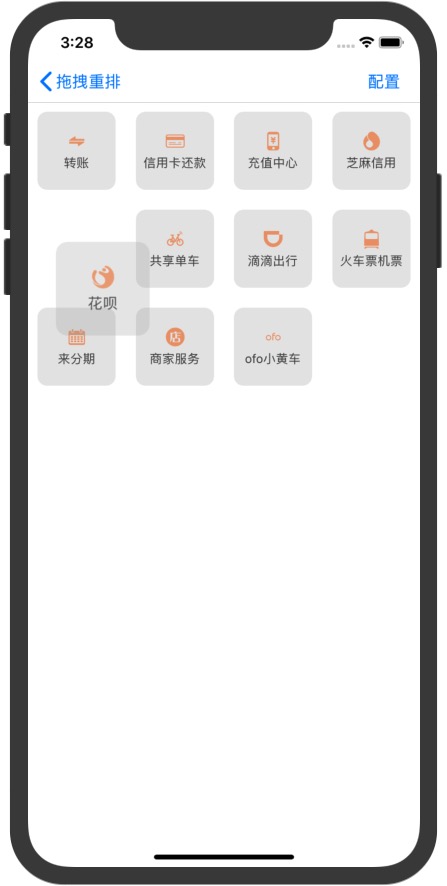 3:28
拖拽重排
配置
转账
信用卡还款
¥
充值中心
芝麻信用
花呗
共享单车
滴滴出行
火车票机票
来分期
店
商家服务
ofo
ofo小黄车